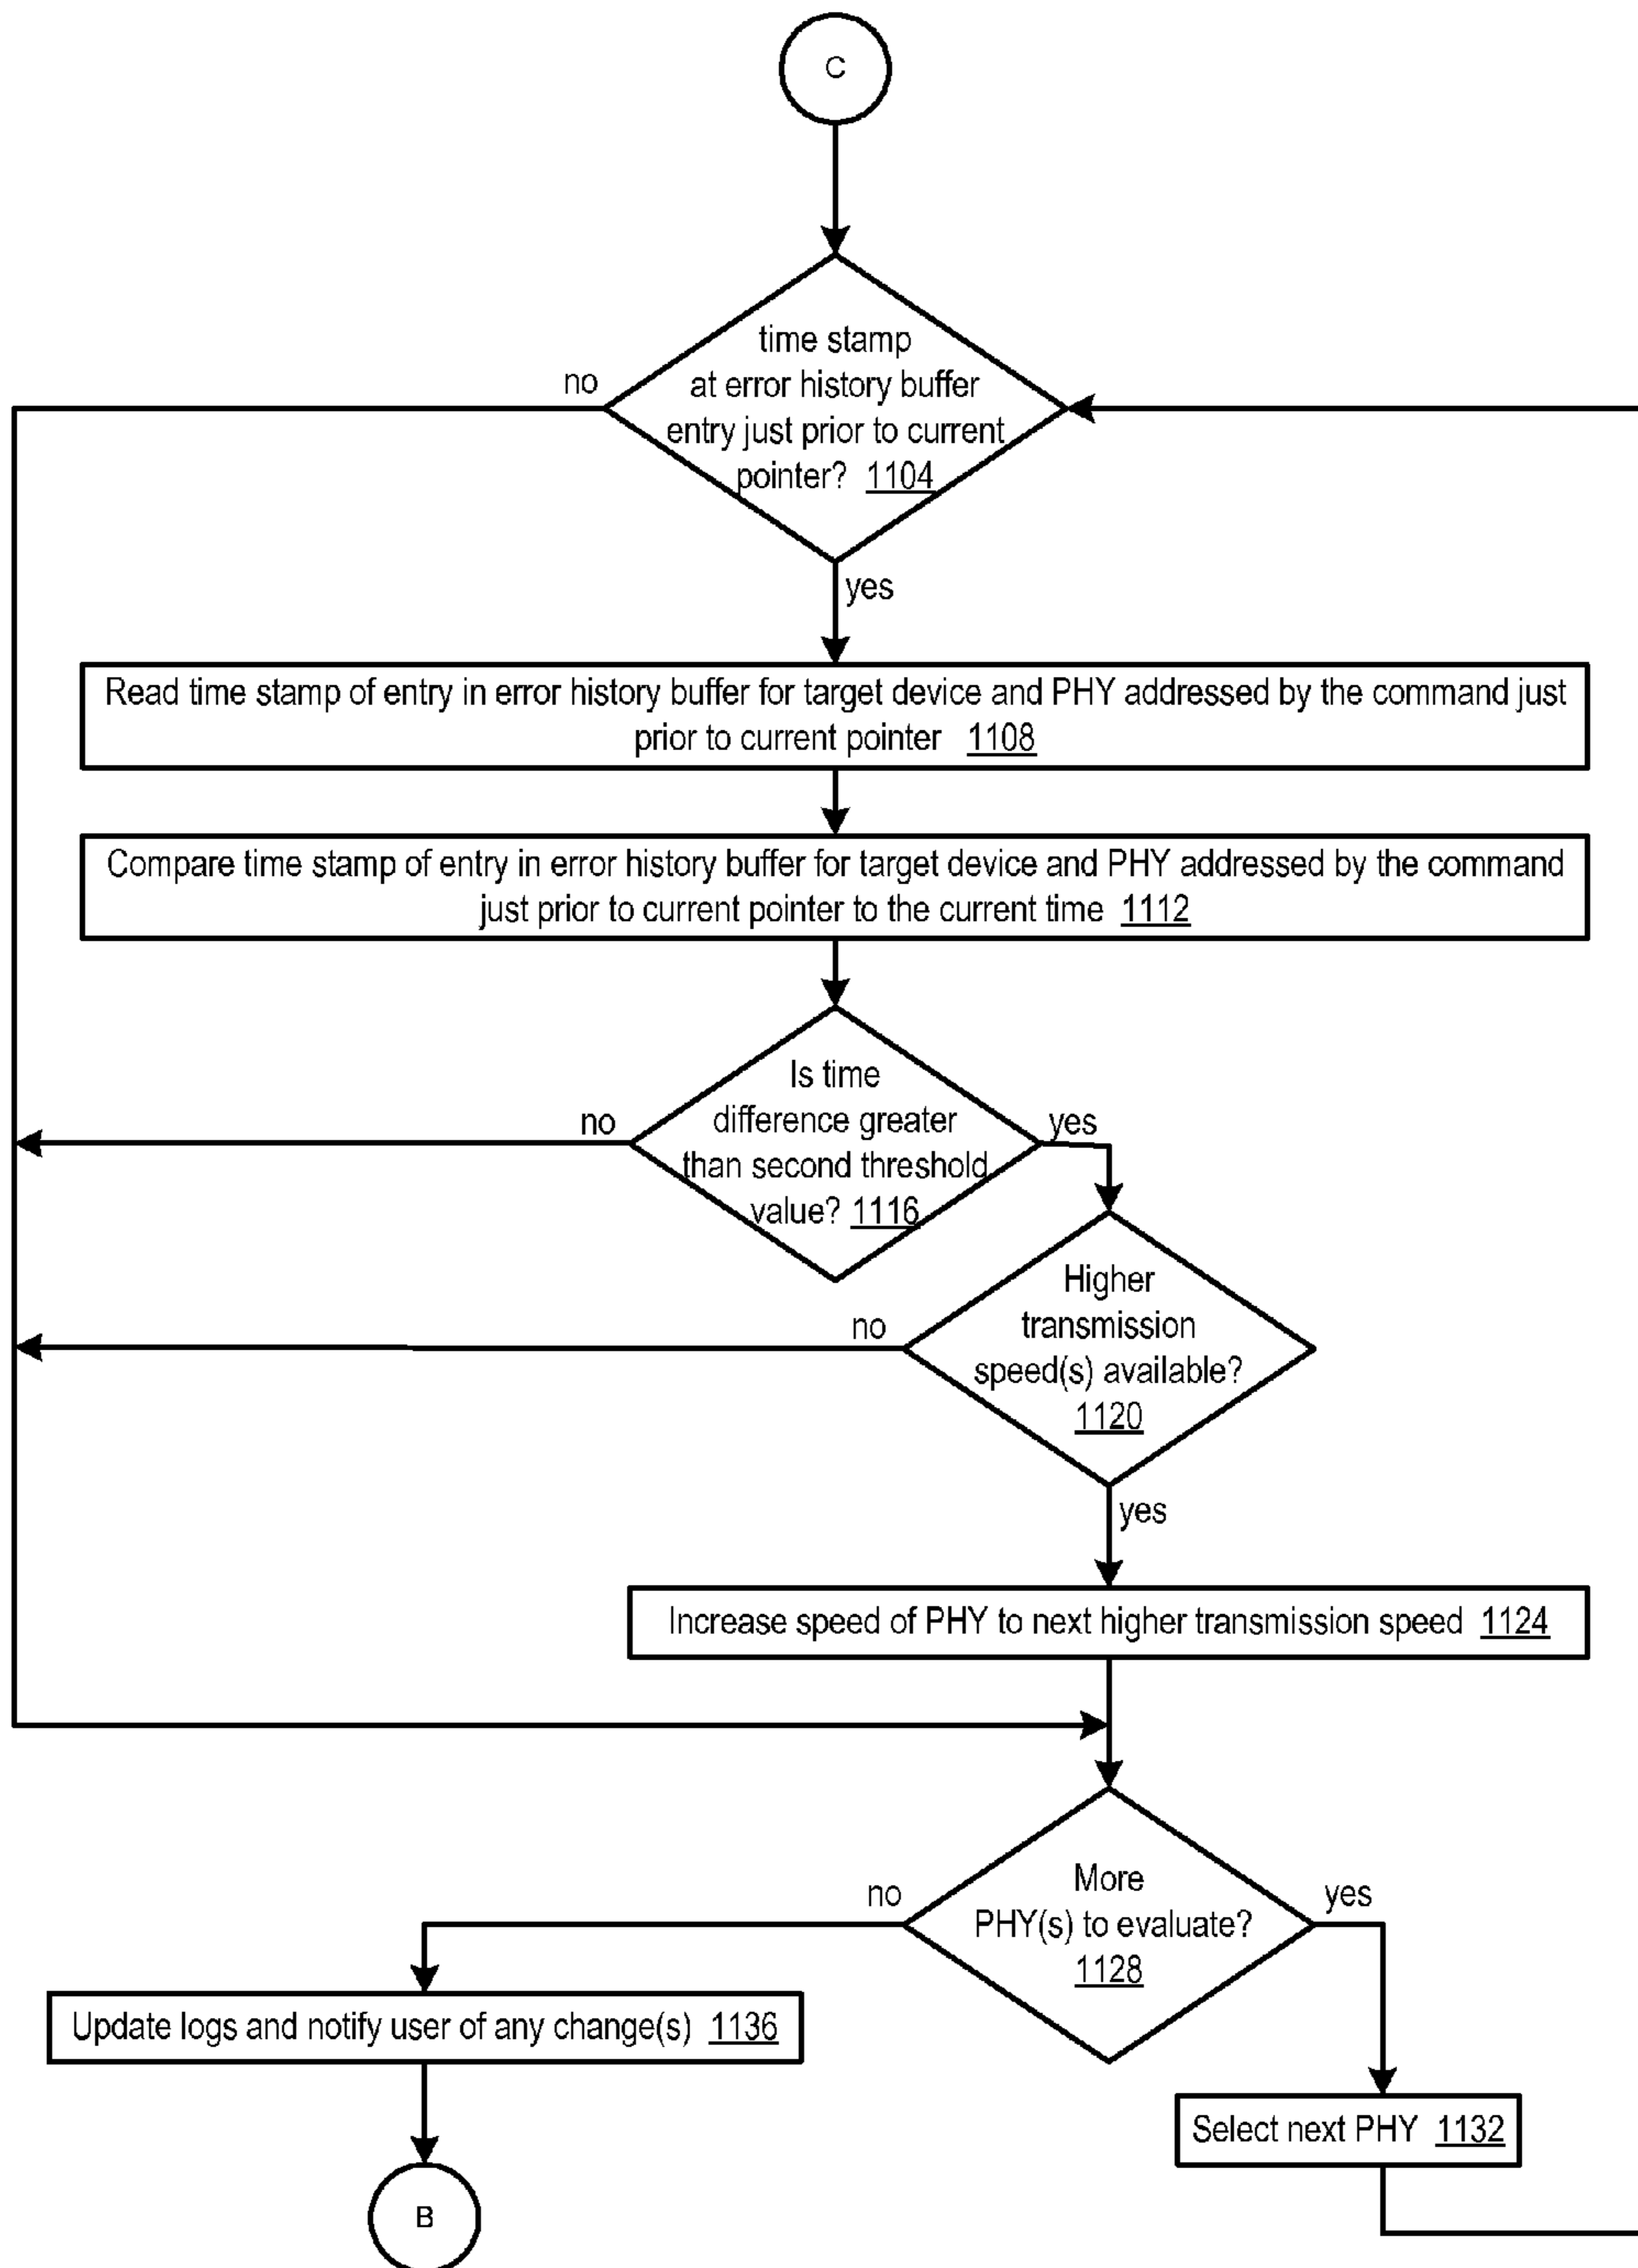 C
time stamp
at error history buffer
entry just prior to current
pointer? 1104
no
yes
Read time stamp of entry in error history buffer for target device and PHY addressed by the command just
prior to current pointer 1108
Compare time stamp of entry in error history buffer for target device and PHY addressed by the command
just prior to current pointer to the current time 1112
Is time
difference greater
than second threshold
value? 1116
no
yes
Higher
transmission
speed(s) available?
1120
no
yes
Increase speed of PHY to next higher transmission speed 1124
More
PHY(s) to evaluate?
1128
no
yes
Update logs and notify user of any change(s) 1136
Select next PHY 1132
B